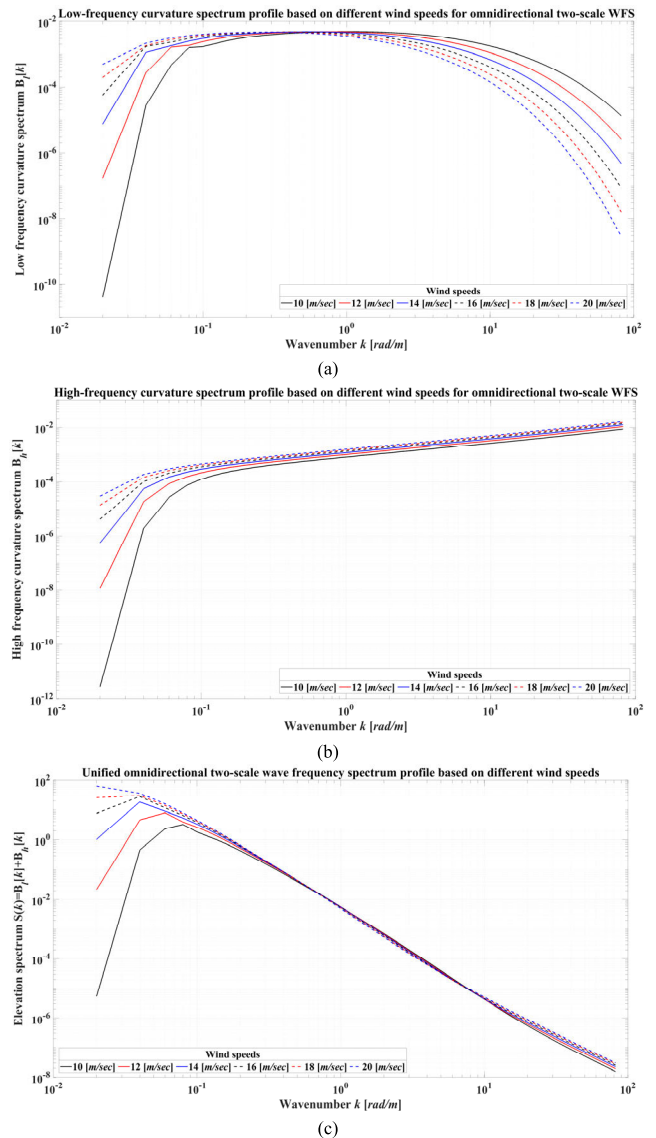 Low-frequency curvature spectrum profile based on different wind speeds for omnidirectional two-scale WFS
Low frequency curvature spectrum B_l[k]
10^-2
10^-4
10^-6
10^-8
10^-10
Wind speeds
10 [m/sec] 12 [m/sec] 14 [m/sec] 16 [m/sec] 18 [m/sec] 20 [m/sec]
10^-2 10^-1 10^0 10^1 10^2
Wavenumber k [rad/m]
(a)
High-frequency curvature spectrum profile based on different wind speeds for omnidirectional two-scale WFS
High frequency curvature spectrum B_h[k]
10^-2
10^-4
10^-6
10^-8
10^-10
10^-12
Wind speeds
10 [m/sec] 12 [m/sec] 14 [m/sec] 16 [m/sec] 18 [m/sec] 20 [m/sec]
10^-2 10^-1 10^0 10^1 10^2
Wavenumber k [rad/m]
(b)
Unified omnidirectional two-scale wave frequency spectrum profile based on different wind speeds
Elevation spectrum S(k)=B_l[k]+B_h[k]
10^2
10^0
10^-2
10^-4
10^-6
10^-8
Wind speeds
10 [m/sec] 12 [m/sec] 14 [m/sec] 16 [m/sec] 18 [m/sec] 20 [m/sec]
10^-2 10^-1 10^0 10^1 10^2
Wavenumber k [rad/m]
(c)